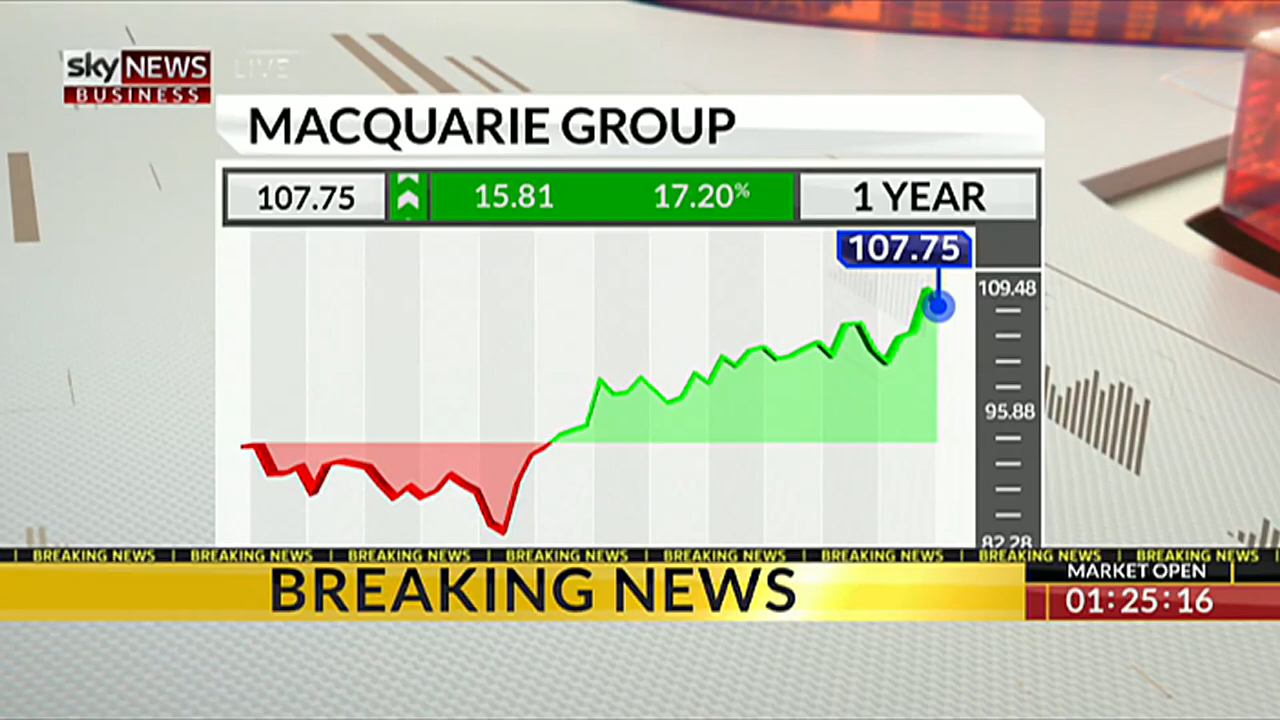 sky NEWS LIVE
BUSINESS
MACQUARIE GROUP
107.75 15.81 17.20% 1 YEAR
107.75
109.48
95.88
82.28
BREAKING NEWS | BREAKING NEWS | BREAKING NEWS | BREAKING NEWS | BREAKING NEWS | BREAKING NEWS | BREAKING NEWS | BREAKING NEWS
BREAKING NEWS
MARKET OPEN
01:25:16